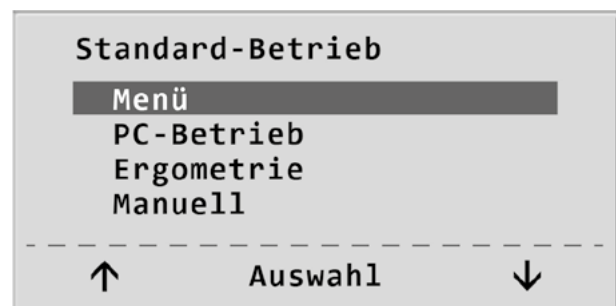 Standard-Betrieb
Menü
PC-Betrieb
Ergometrie
Manuell
↑ Auswahl ↓